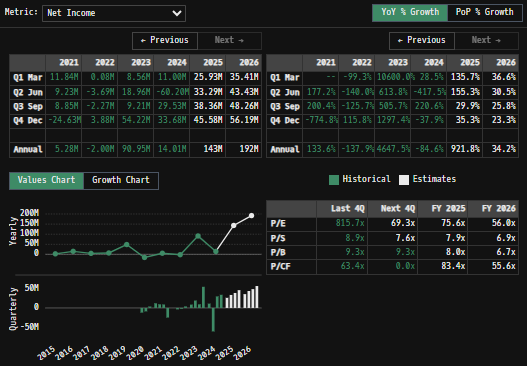 Metric: Net Income YoY % Growth PoP % Growth
← Previous Next → ← Previous Next →
2021 2022 2023 2024 2025 2026 2021 2022 2023 2024 2025 2026
Q1 Mar 11.84M 0.08M 8.56M 11.00M 25.93M 35.41M Q1 Mar -- -99.3% 10600.0% 28.5% 135.7% 36.6%
Q2 Jun 9.23M -3.69M 18.96M -60.20M 33.29M 43.43M Q2 Jun 177.2% -140.0% 613.8% -417.5% 155.3% 30.5%
Q3 Sep 8.85M -2.27M 9.21M 29.53M 38.36M 48.26M Q3 Sep 200.4% -125.7% 505.7% 220.6% 29.9% 25.8%
Q4 Dec -24.63M 3.88M 54.22M 33.68M 45.58M 56.19M Q4 Dec -774.8% 115.8% 1297.4% -37.9% 35.3% 23.3%
Annual 5.28M -2.00M 90.95M 14.01M 143M 192M Annual 133.6% -137.9% 4647.5% -84.6% 921.8% 34.2%
Values Chart Growth Chart Historical Estimates
Last 4Q Next 4Q FY 2025 FY 2026
P/E 815.7x 69.3x 75.6x 56.0x
P/S 8.9x 7.6x 7.9x 6.9x
P/B 9.3x 9.3x 8.0x 6.7x
P/CF 63.4x 0.0x 83.4x 55.6x
Yearly
200M
150M
100M
50M
0
Quarterly
50M
0
-50M
2015 2016 2017 2018 2019 2020 2021 2022 2023 2024 2025 2026